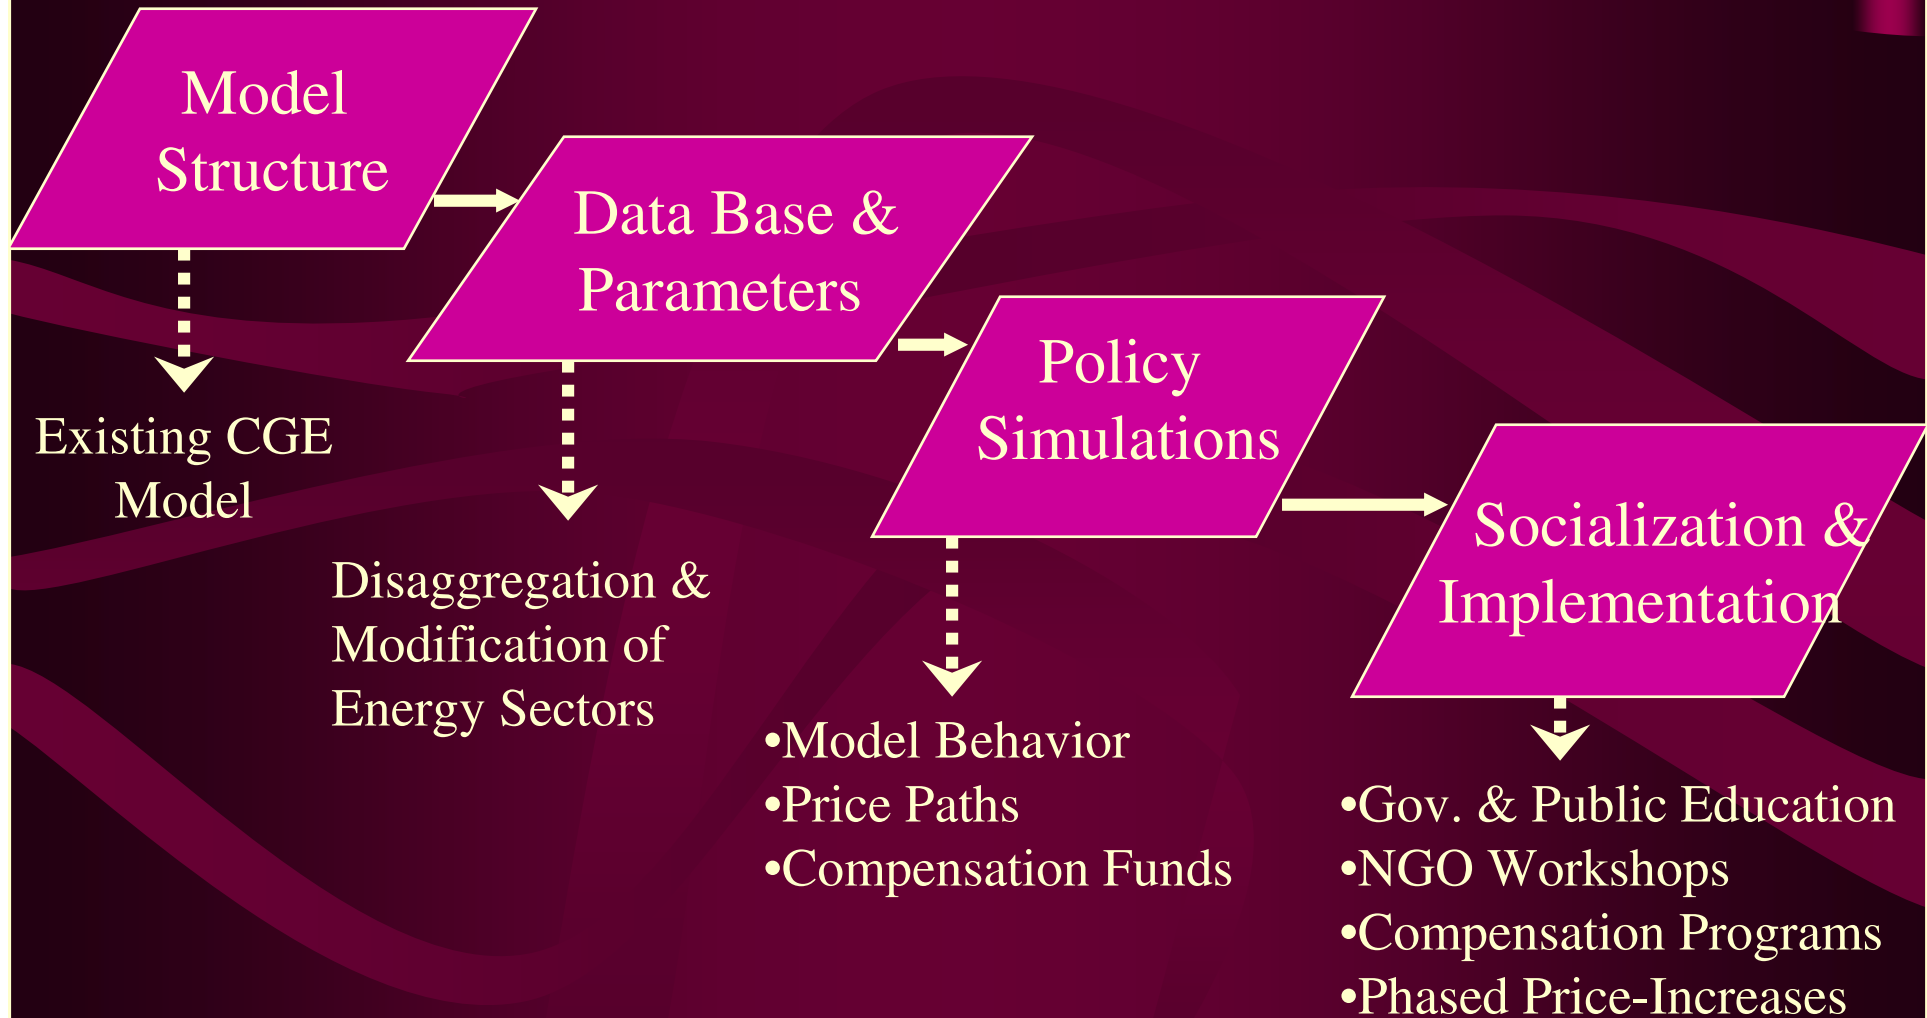 Model
Structure
Data Base &
Parameters
Policy
Simulations
Socialization &
Implementation
Existing CGE
Model
Disaggregation &
Modification of
Energy Sectors
•Model Behavior
•Price Paths
•Compensation Funds
•Gov. & Public Education
•NGO Workshops
•Compensation Programs
•Phased Price-Increases